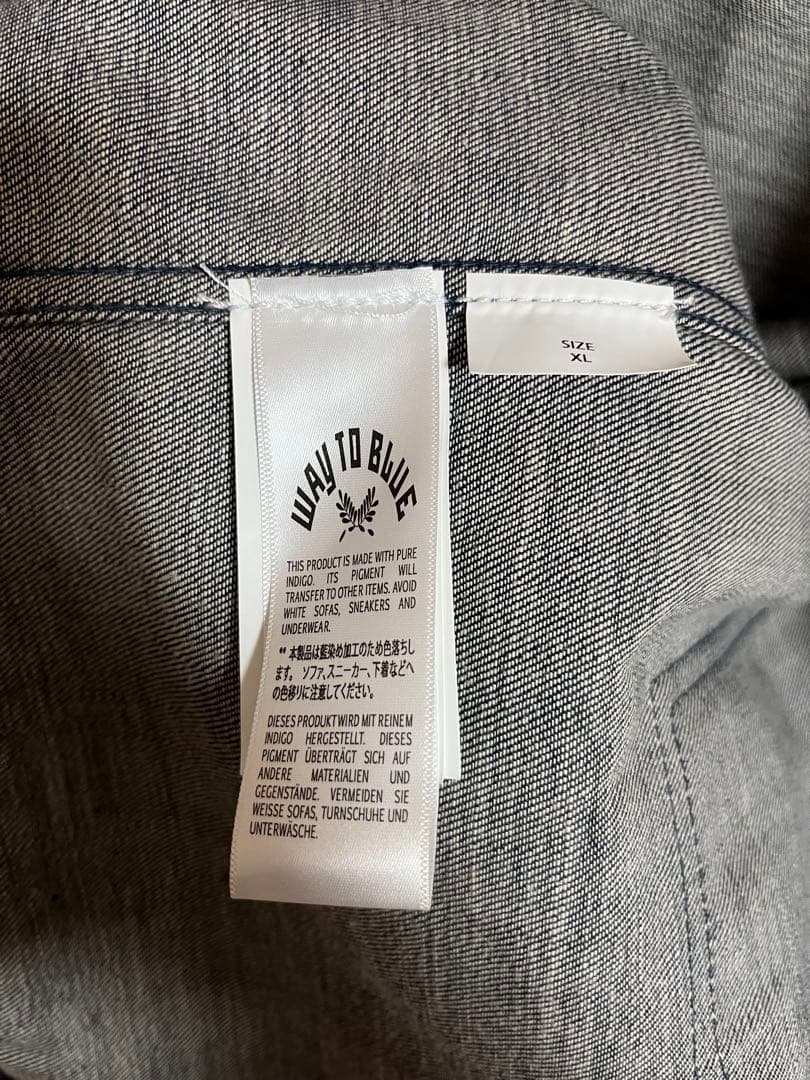 WAY TO BLUE
THIS PRODUCT IS MADE WITH PURE
INDIGO. ITS PIGMENT WILL
TRANSFER TO OTHER ITEMS. AVOID
WHITE SOFAS, SNEAKERS AND
UNDERWEAR.
** 本製品は藍染め加工のため色落ちし
ます。ソファ、スニーカー、下着などへ
の色移りに注意してください。
DIESES PRODUKT WIRD MIT REINEM
INDIGO HERGESTELLT. DIESES
PIGMENT ÜBERTRÄGT SICH AUF
ANDERE MATERIALIEN UND
GEGENSTÄNDE. VERMEIDEN SIE
WEISSE SOFAS, TURNSCHUHE UND
UNTERWÄSCHE.
SIZE
XL